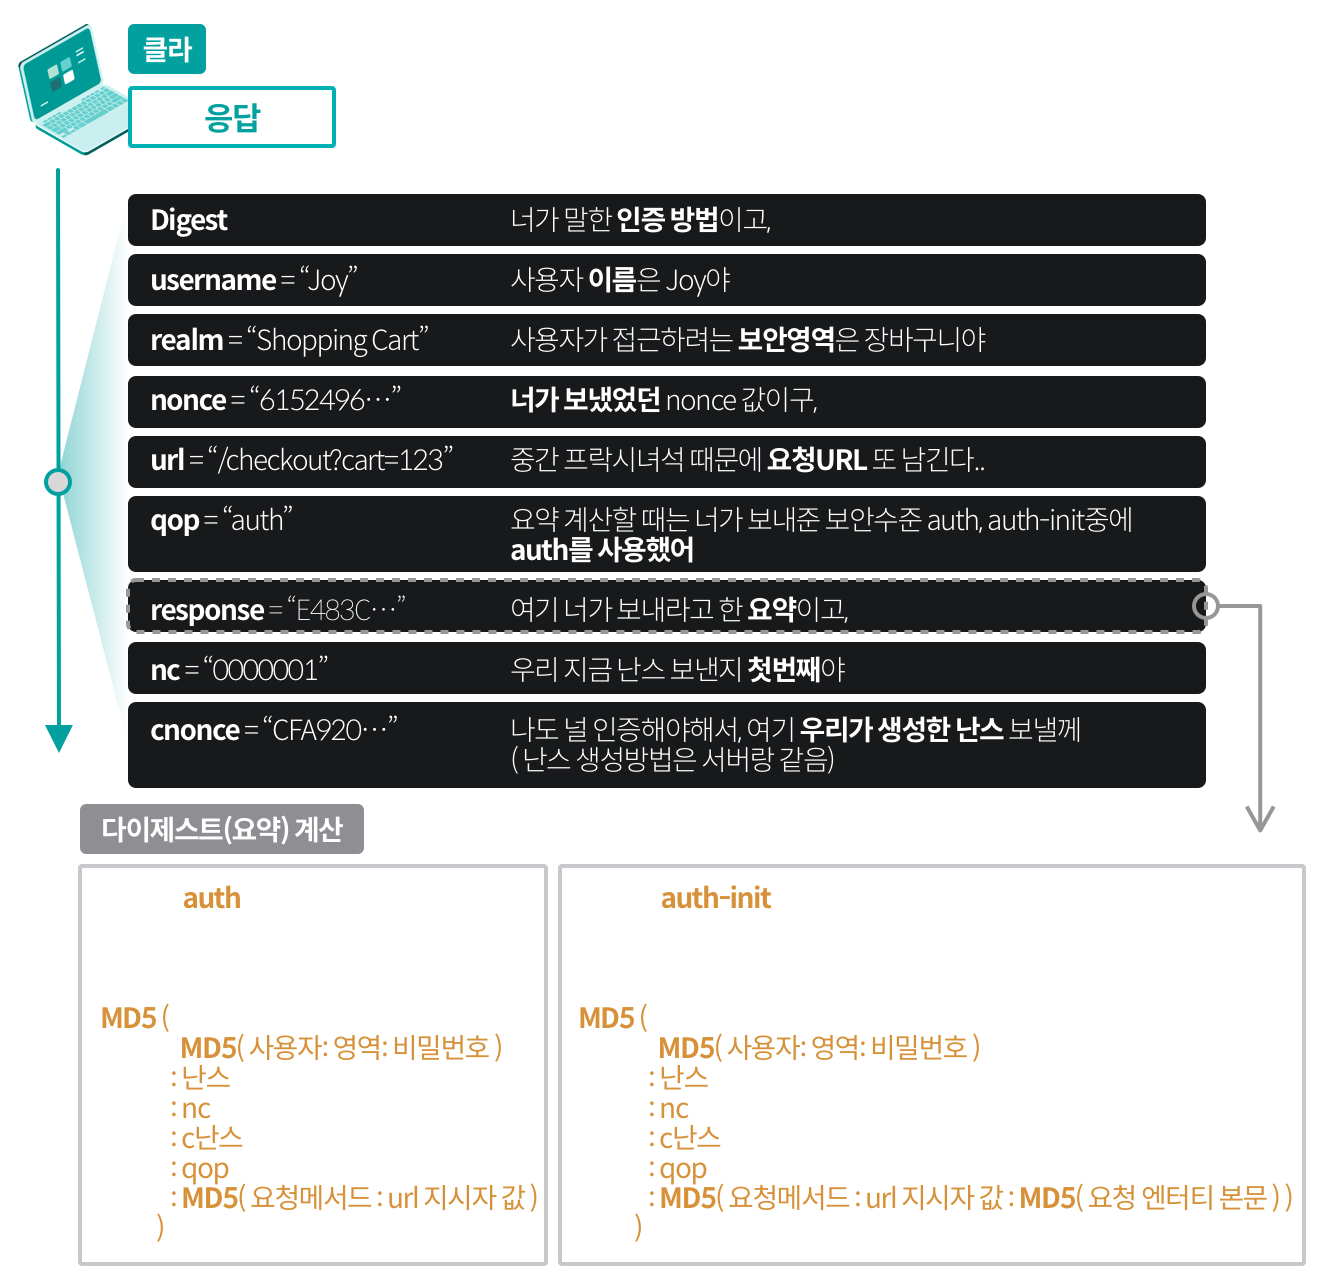 클라
응답
Digest 너가 말한 인증 방법이고,
username = “Joy” 사용자 이름은 Joy야
realm = “Shopping Cart” 사용자가 접근하려는 보안영역은 장바구니야
nonce = “6152496…” 너가 보냈었던 nonce 값이구,
url = “/checkout?cart=123” 중간 프락시녀석 때문에 요청URL 또 남긴다..
qop = “auth” 요약 계산할 때는 너가 보내준 보안수준 auth, auth-init중에
auth를 사용했어
response = “E483C…” 여기 너가 보내라고 한 요약이고,
nc = “0000001” 우리 지금 난스 보낸지 첫번째야
cnonce = “CFA920…” 나도 널 인증해야해서, 여기 우리가 생성한 난스 보낼께
( 난스 생성방법은 서버랑 같음)
다이제스트(요약) 계산
auth
MD5 (
MD5( 사용자: 영역: 비밀번호 )
: 난스
: nc
: c난스
: qop
: MD5( 요청메서드 : url 지시자 값 )
)
auth-init
MD5 (
MD5( 사용자: 영역: 비밀번호 )
: 난스
: nc
: c난스
: qop
: MD5( 요청메서드 : url 지시자 값 : MD5( 요청 엔터티 본문 ) )
)